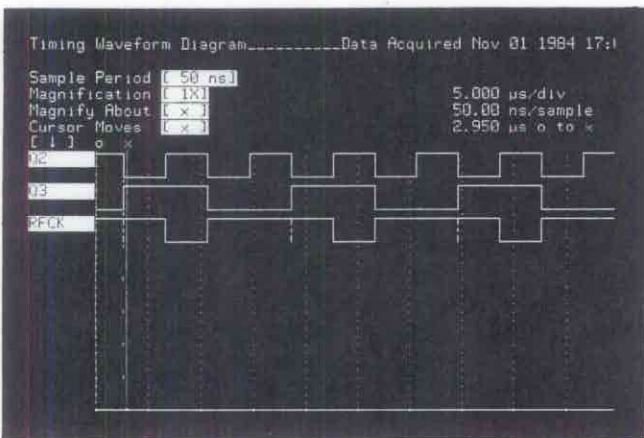 Timing Waveform Diagram__________Data Acquired Nov 01 1984 17:
Sample Period [ 50 ns]
Magnification [ 1X] 5.000 µs/div
Magnify About [ x ] 50.00 ns/sample
Cursor Moves [ x ] 2.950 µs o to x
[ ↓ ] o x
Q2
Q3
RFCK